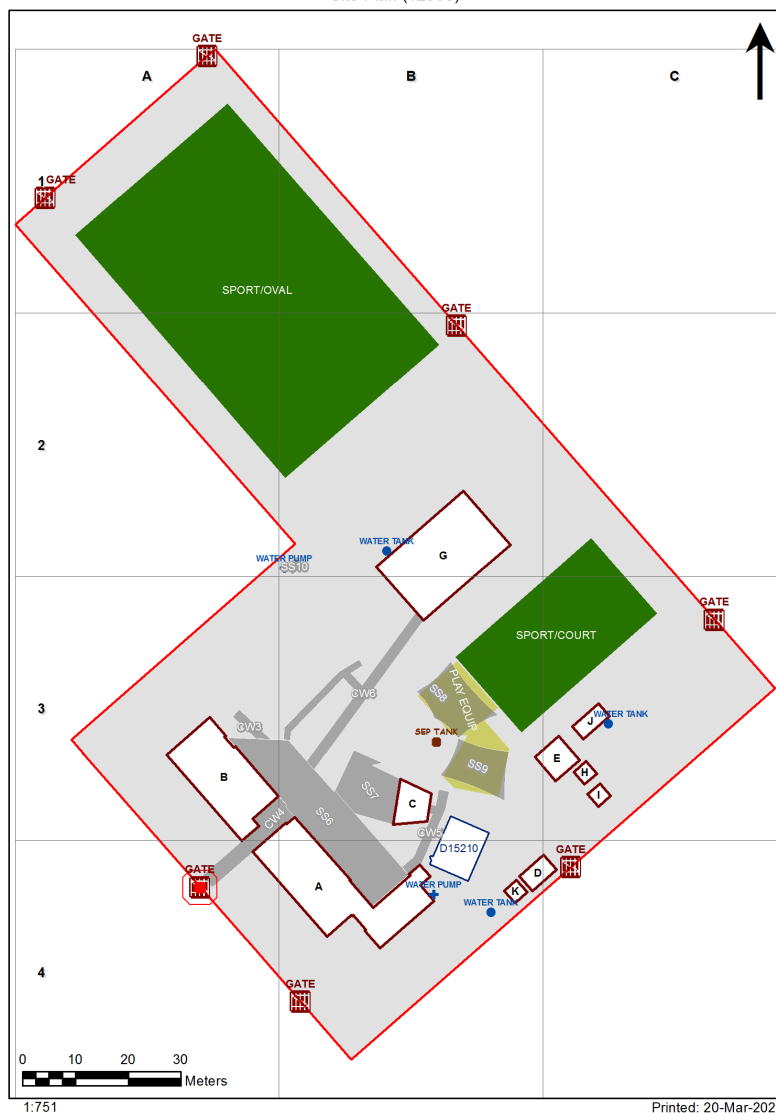 GATE
A
B
C
1
GATE
SPORT/OVAL
GATE
2
WATER TANK
G
WATER PUMP
SS10
GATE
SPORT/COURT
PLAY EQUIP
SS8
CW6
3
J
WATER TANK
CW3
SEP TANK
E
SS9
H
B
SS7
I
C
SS6
CW4
CW5
D15210
GATE
GATE
D
A
WATER PUMP
K
WATER TANK
4
GATE
0 10 20 30
Meters
1:751
Printed: 20-Mar-202